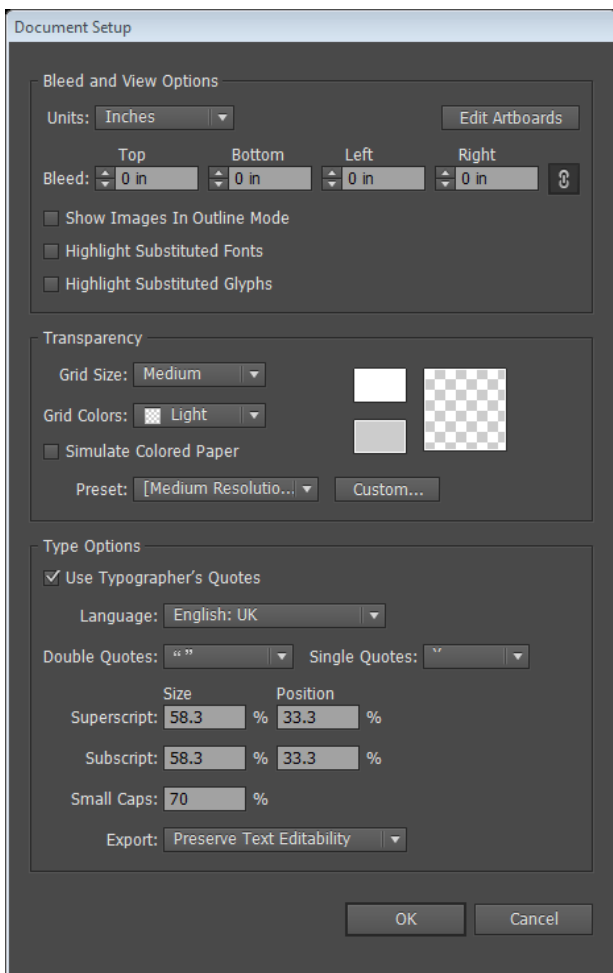 Document Setup
Bleed and View Options
Units: Inches Edit Artboards
Top Bottom Left Right
Bleed: 0 in 0 in 0 in 0 in
Show Images In Outline Mode
Highlight Substituted Fonts
Highlight Substituted Glyphs
Transparency
Grid Size: Medium
Grid Colors: Light
Simulate Colored Paper
Preset: [Medium Resolutio... Custom...
Type Options
Use Typographer’s Quotes
Language: English: UK
Double Quotes: “ ” Single Quotes: ‘’
Size Position
Superscript: 58.3 % 33.3 %
Subscript: 58.3 % 33.3 %
Small Caps: 70 %
Export: Preserve Text Editability
OK Cancel